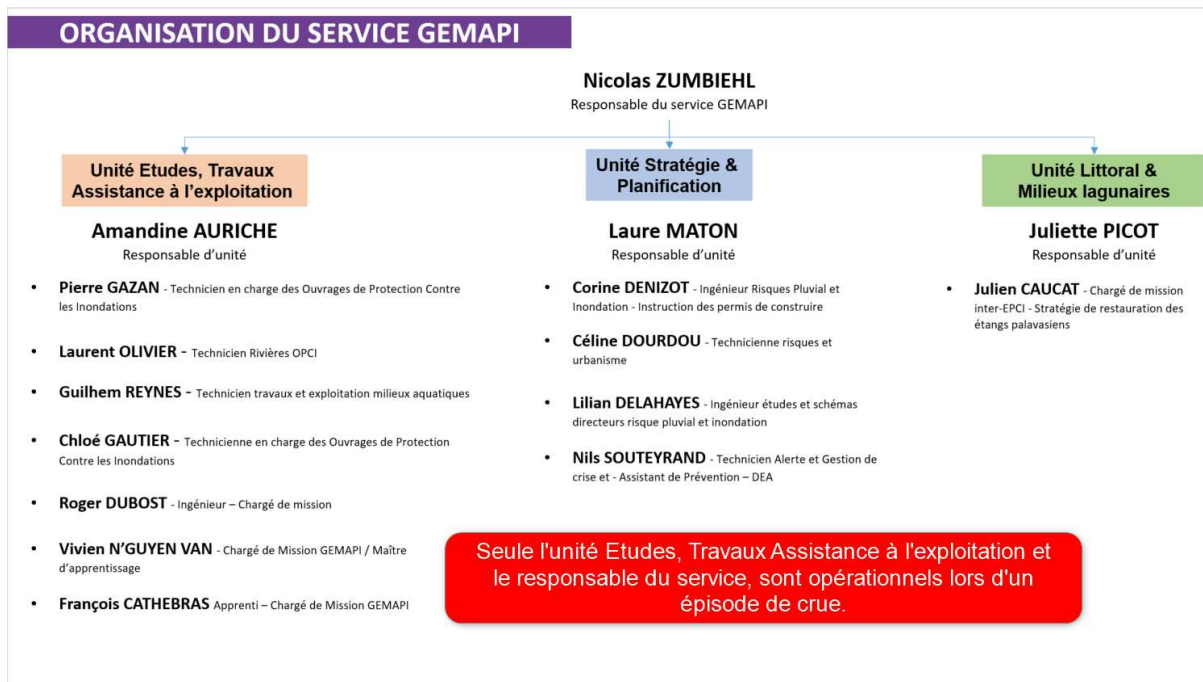 ORGANISATION DU SERVICE GEMAPI
Nicolas ZUMBIEHL
Responsable du service GEMAPI
Unité Etudes, Travaux
Assistance à l'exploitation
Amandine AURICHE
Responsable d'unité
• Pierre GAZAN - Technicien en charge des Ouvrages de Protection Contre
les Inondations
• Laurent OLIVIER - Technicien Rivières OPCI
• Guilhem REYNES - Technicien travaux et exploitation milieux aquatiques
• Chloé GAUTIER - Technicienne en charge des Ouvrages de Protection
Contre les Inondations
• Roger DUBOST - Ingénieur – Chargé de mission
• Vivien N'GUYEN VAN - Chargé de Mission GEMAPI / Maître
d'apprentissage
• François CATHEBRAS Apprenti – Chargé de Mission GEMAPI
Unité Stratégie &
Planification
Laure MATON
Responsable d'unité
• Corine DENIZOT - Ingénieur Risques Pluvial et
Inondation - Instruction des permis de construire
• Céline DOURDOU - Technicienne risques et
urbanisme
• Lilian DELAHAYES - Ingénieur études et schémas
directeurs risque pluvial et inondation
• Nils SOUTEYRAND - Technicien Alerte et Gestion de
crise et - Assistant de Prévention – DEA
Unité Littoral &
Milieux lagunaires
Juliette PICOT
Responsable d'unité
• Julien CAUCAT - Chargé de mission
inter-EPCI - Stratégie de restauration des
étangs palavasiens
Seule l'unité Etudes, Travaux Assistance à l'exploitation et
le responsable du service, sont opérationnels lors d'un
épisode de crue.